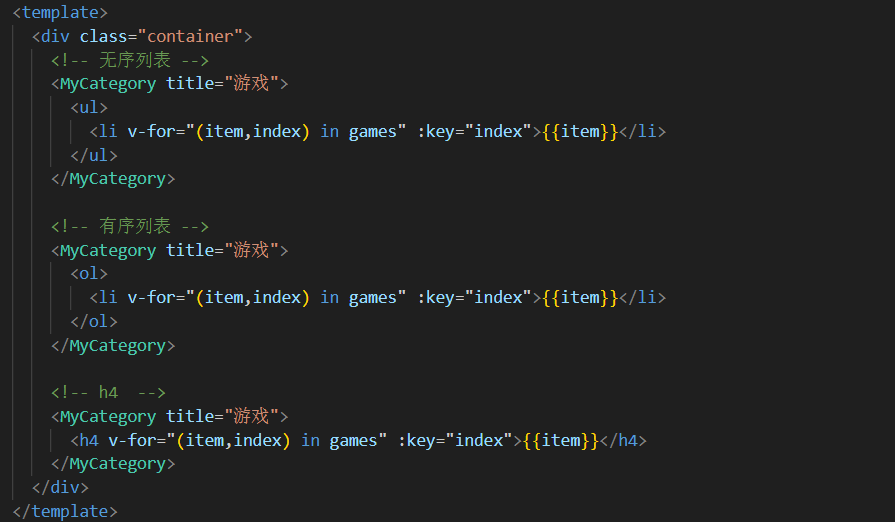 <template>
<div class="container">
<!-- 无序列表 -->
<MyCategory title="游戏">
<ul>
<li v-for="(item,index) in games" :key="index">{{item}}</li>
</ul>
</MyCategory>
<!-- 有序列表 -->
<MyCategory title="游戏">
<ol>
<li v-for="(item,index) in games" :key="index">{{item}}</li>
</ol>
</MyCategory>
<!-- h4  -->
<MyCategory title="游戏">
<h4 v-for="(item,index) in games" :key="index">{{item}}</h4>
</MyCategory>
</div>
</template>